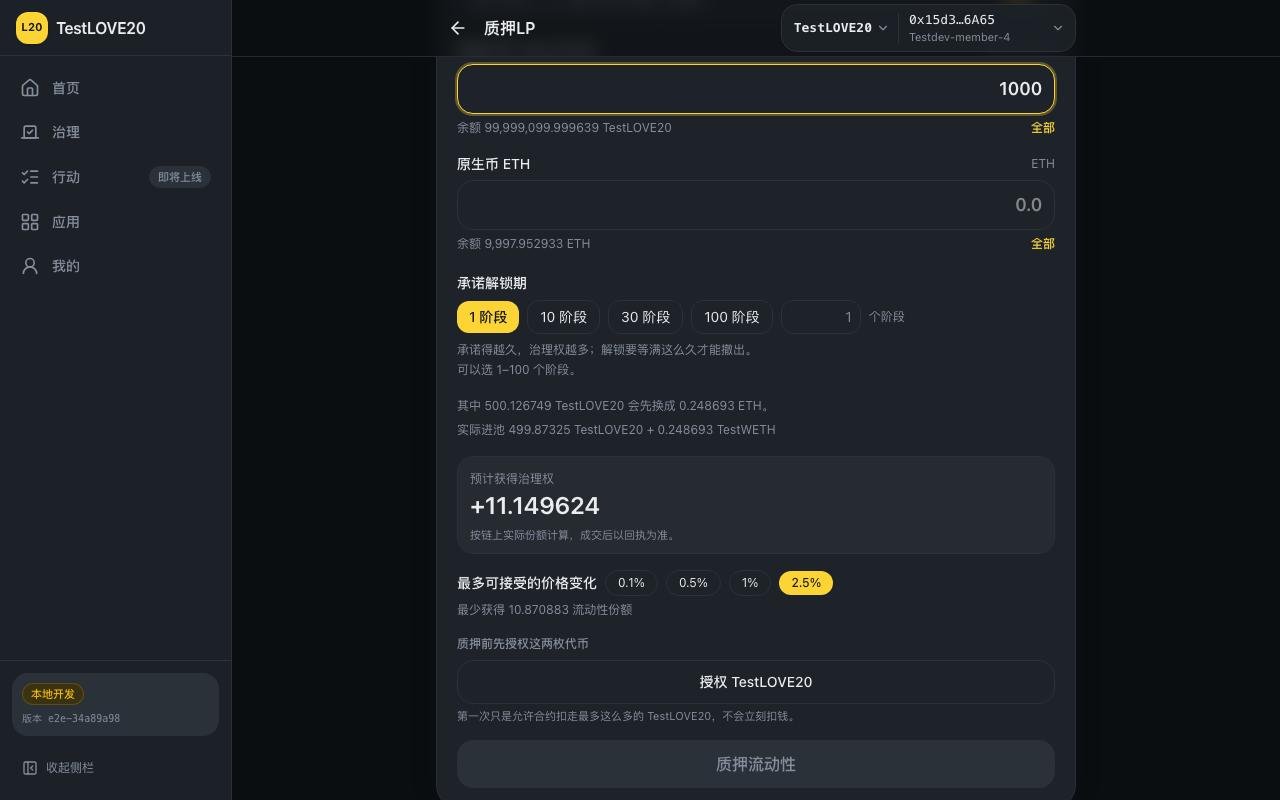 L20 TestLOVE20
首页
治理
行动 即将上线
应用
我的
本地开发
版本 e2e-34a89a98
收起侧栏
质押LP
TestLOVE20
0x15d3…6A65
Testdev-member-4
1000
余额 99,999,099.999639 TestLOVE20 全部
原生币 ETH ETH
0.0
余额 9,997.952933 ETH 全部
承诺解锁期
1 阶段 10 阶段 30 阶段 100 阶段 1 个阶段
承诺得越久，治理权越多；解锁要等满这么久才能撤出。
可以选 1–100 个阶段。
其中 500.126749 TestLOVE20 会先换成 0.248693 ETH。
实际进池 499.87325 TestLOVE20 + 0.248693 TestWETH
预计获得治理权
+11.149624
按链上实际份额计算，成交后以回执为准。
最多可接受的价格变化 0.1% 0.5% 1% 2.5%
最少获得 10.870883 流动性份额
质押前先授权这两枚代币
授权 TestLOVE20
第一次只是允许合约扣走最多这么多的 TestLOVE20，不会立刻扣钱。
质押流动性